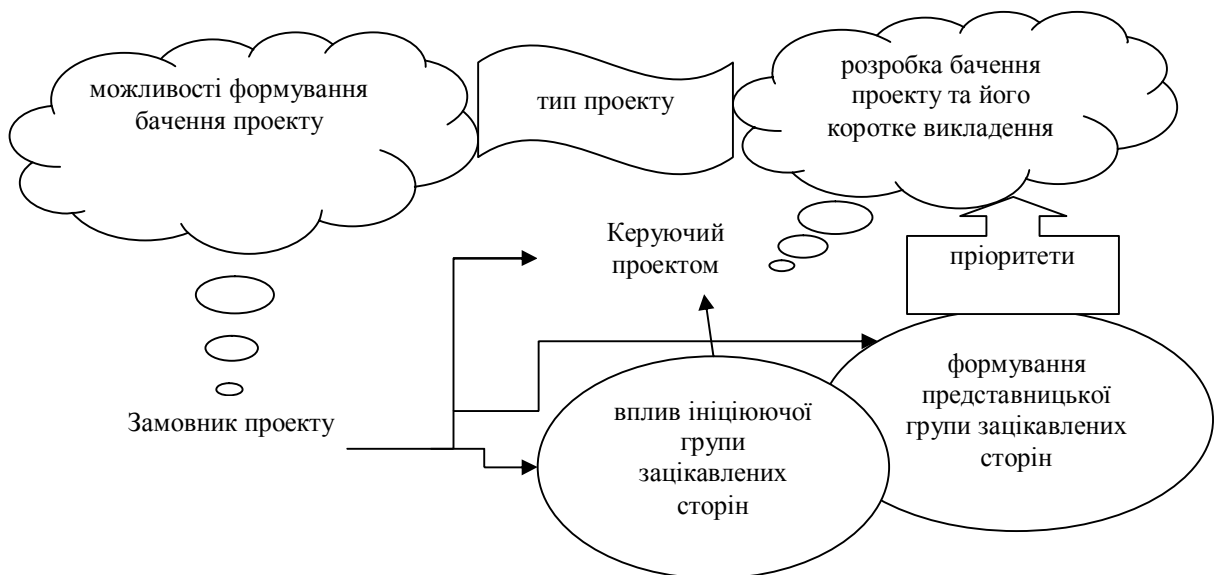 можливості формування
бачення проекту
тип проекту
розробка бачення
проекту та його
коротке викладення
Керуючий
проектом
пріоритети
Замовник проекту
вплив ініціюючої
групи
зацікавлених
сторін
формування
представницької
групи зацікавлених
сторін